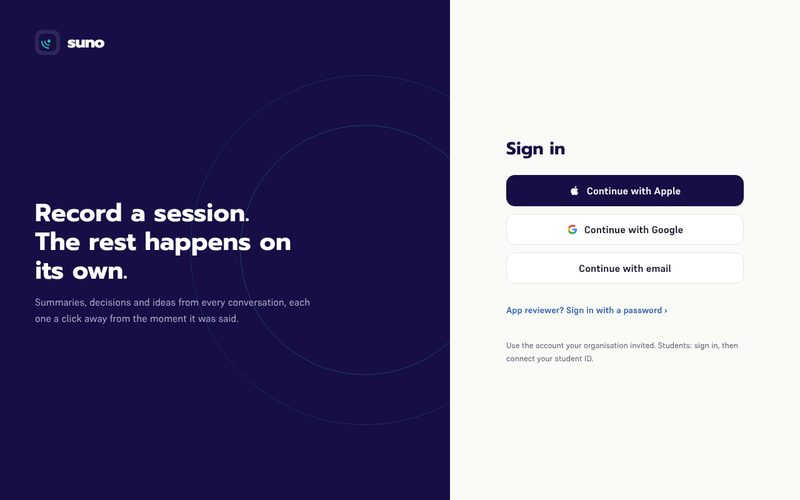 suno
Record a session.
The rest happens on
its own.
Summaries, decisions and ideas from every conversation, each
one a click away from the moment it was said.
Sign in
Continue with Apple
Continue with Google
Continue with email
App reviewer? Sign in with a password ›
Use the account your organisation invited. Students: sign in, then
connect your student ID.